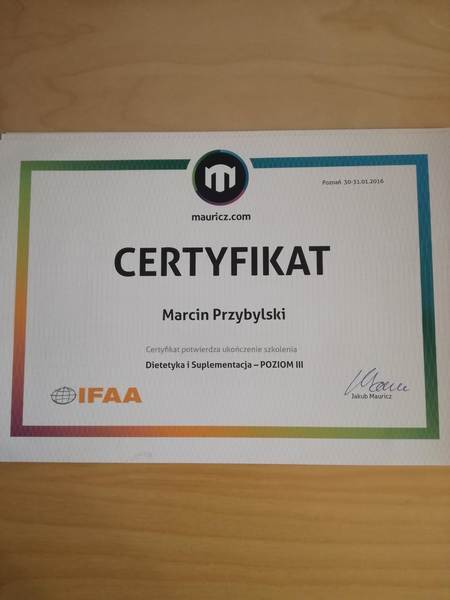 m
mauricz.com
Poznań 30-31.01.2016
CERTYFIKAT
Marcin Przybylski
Certyfikat potwierdza ukończenie szkolenia
Dietetyka i Suplementacja – POZIOM III
IFAA
Jakub Mauricz